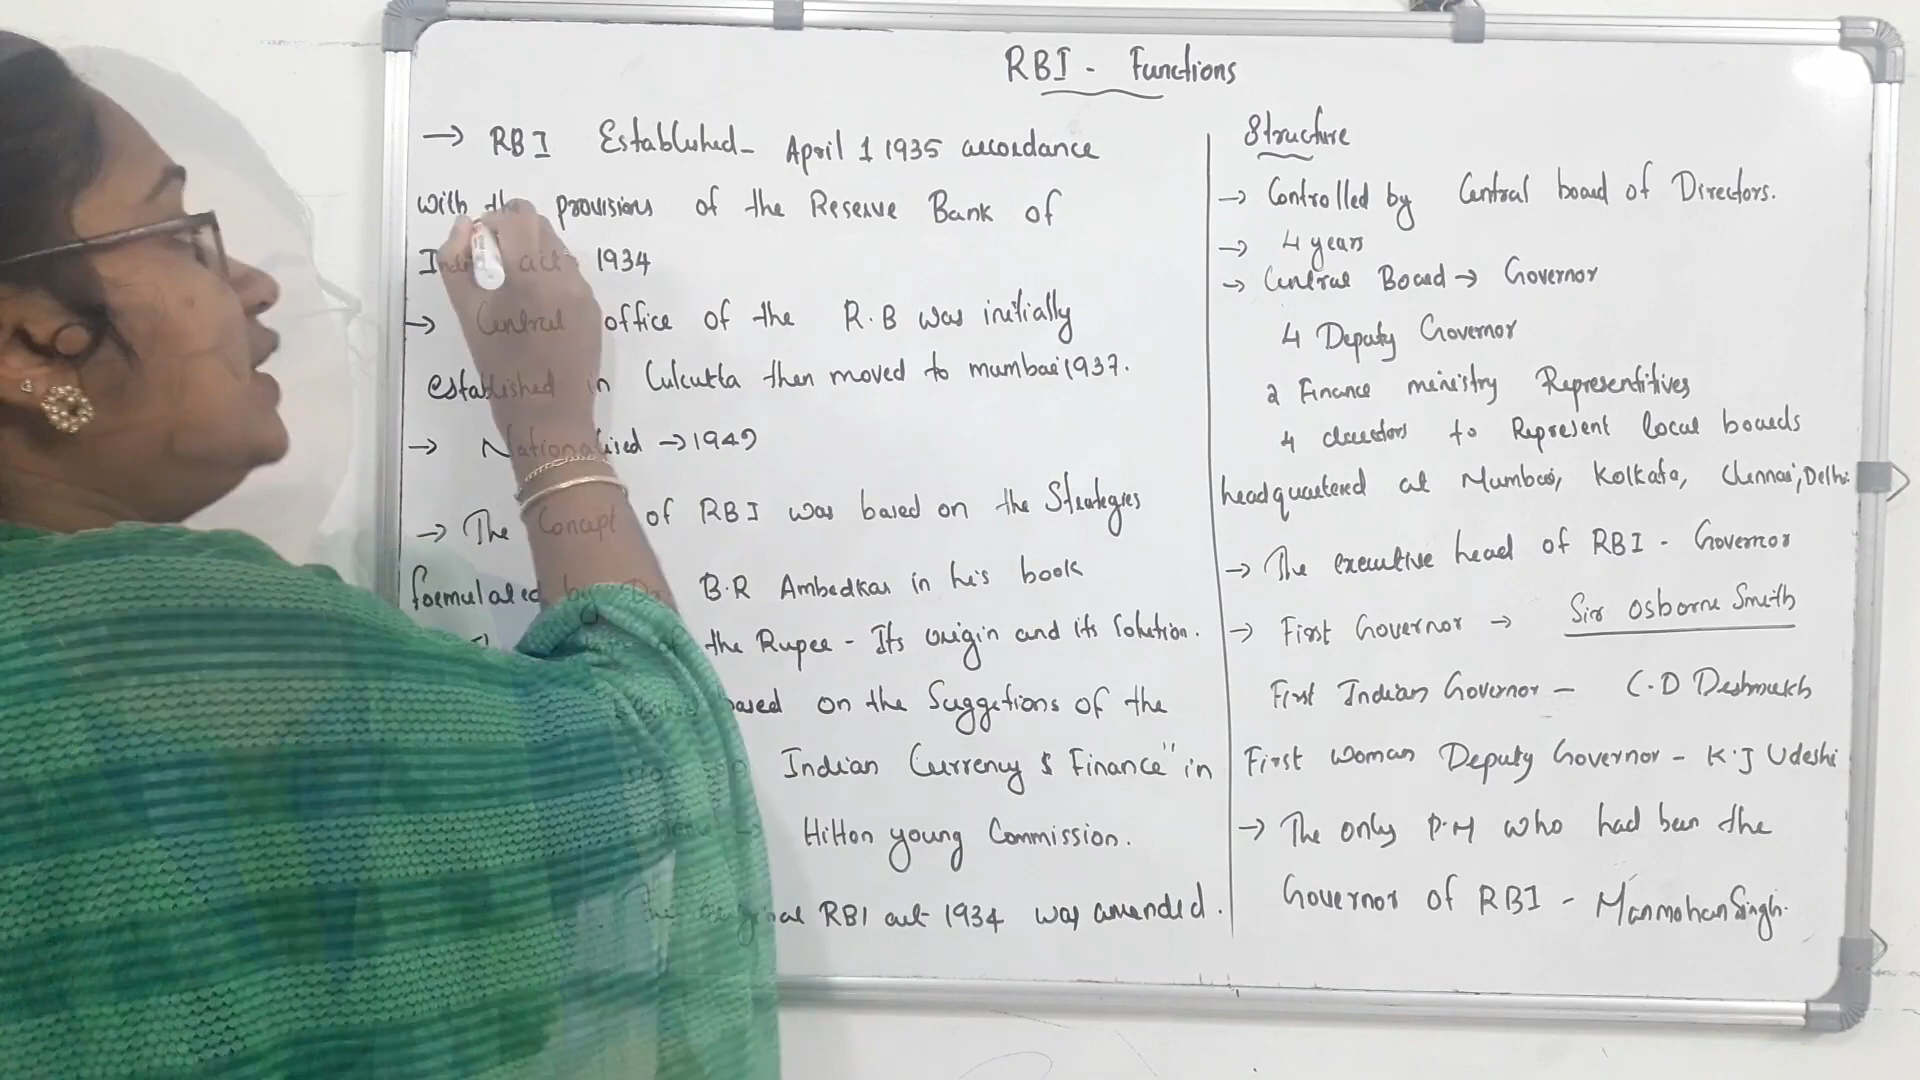 RBI - Functions
→ RBI Established - April 1 1935 accordance
with the provisions of the Reserve Bank of
India act 1934
→ Central office of the R.B was initially
established in Culcutta then moved to mumbai 1937.
→ Nationalised → 1949
→ The Concept of RBI was based on the Strategies
formulated by Dr. B.R Ambedkar in his book
the Rupee - Its origin and its Solution.
based on the Suggetions of the
Indian Currency & Finance" in
Hilton young Commission.
RBI act 1934 was amended.
Structure
→ Controlled by Central board of Directors.
→ 4 years
→ Central Board → Governor
4 Deputy Governor
2 Finance ministry Representitives
4 directors to Represent local boards
headquartered at Mumbai, Kolkata, Chennai, Delhi
→ The executive head of RBI - Governor
→ First Governor → Sir Osborne Smith
First Indian Governor - C.D Deshmukh
First Woman Deputy Governor - K.J Udeshi
→ The only P.M who had been the
Governor of RBI - Manmohan Singh.